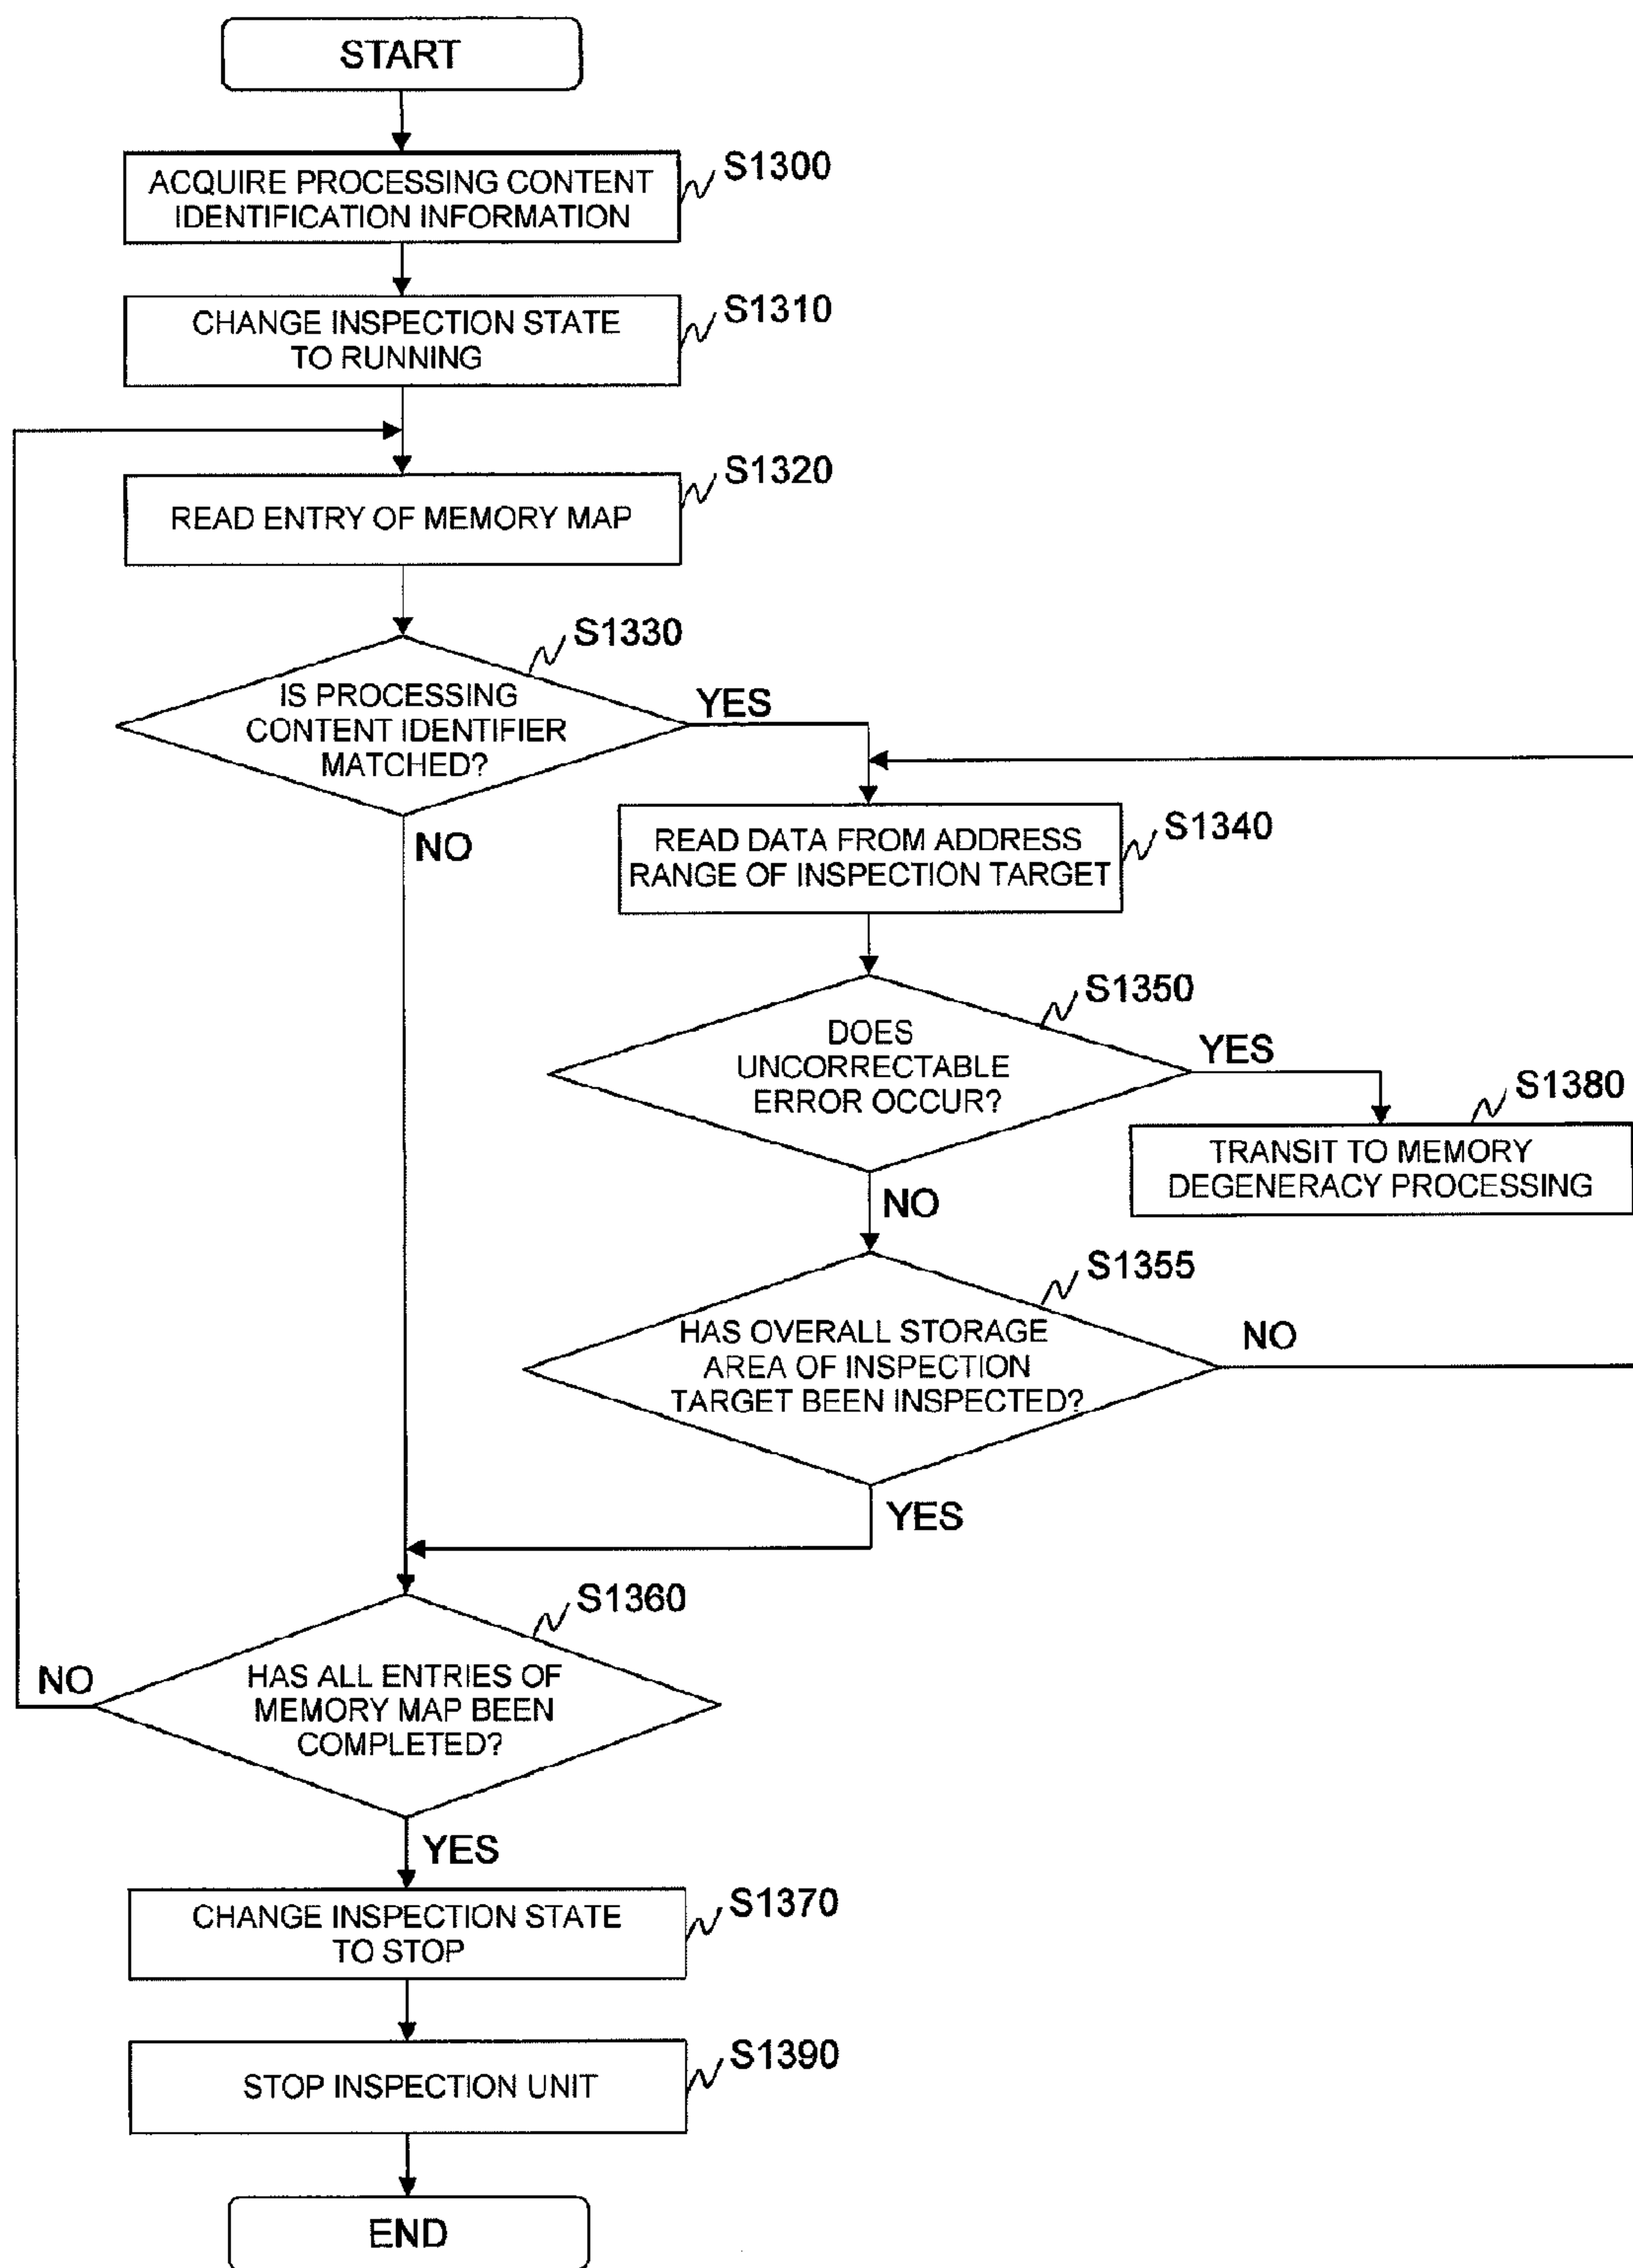 START
S1300
ACQUIRE PROCESSING CONTENT
IDENTIFICATION INFORMATION
S1310
CHANGE INSPECTION STATE
TO RUNNING
S1320
READ ENTRY OF MEMORY MAP
S1330
IS PROCESSING
CONTENT IDENTIFIER
MATCHED?
YES
NO
S1340
READ DATA FROM ADDRESS
RANGE OF INSPECTION TARGET
S1350
DOES
UNCORRECTABLE
ERROR OCCUR?
YES
S1380
TRANSIT TO MEMORY
DEGENERACY PROCESSING
NO
S1355
HAS OVERALL STORAGE
AREA OF INSPECTION
TARGET BEEN INSPECTED?
NO
YES
S1360
HAS ALL ENTRIES OF
MEMORY MAP BEEN
COMPLETED?
NO
YES
S1370
CHANGE INSPECTION STATE
TO STOP
S1390
STOP INSPECTION UNIT
END